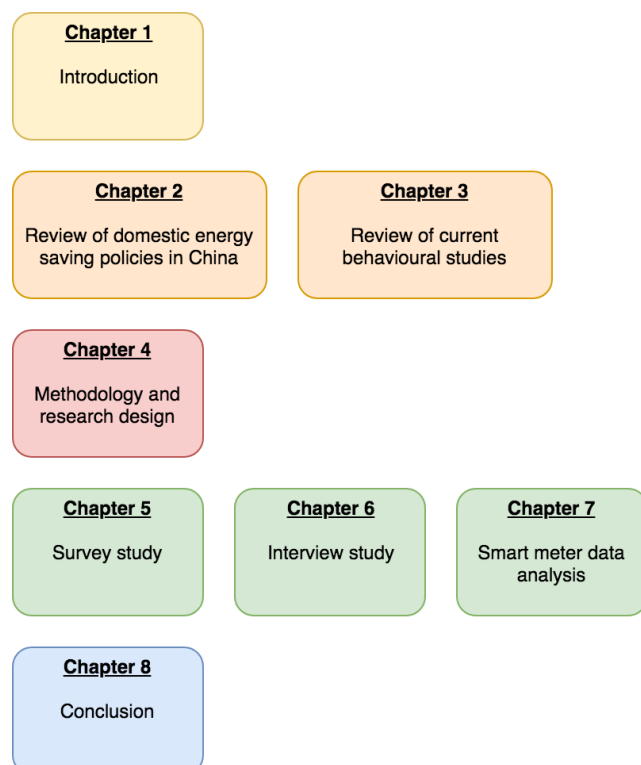 Chapter 1
Introduction
Chapter 2
Review of domestic energy
saving policies in China
Chapter 3
Review of current
behavioural studies
Chapter 4
Methodology and
research design
Chapter 5
Survey study
Chapter 6
Interview study
Chapter 7
Smart meter data
analysis
Chapter 8
Conclusion